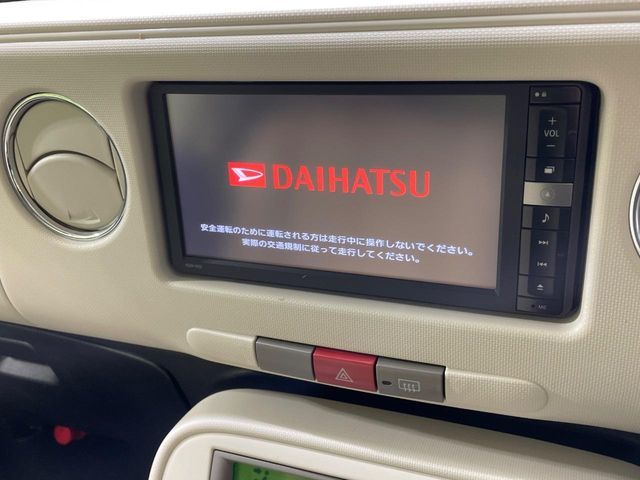 DAIHATSU
安全運転のために運転される方は走行中に操作しないでください。
実際の交通規制に従って走行してください。
+
VOL
−
MIC